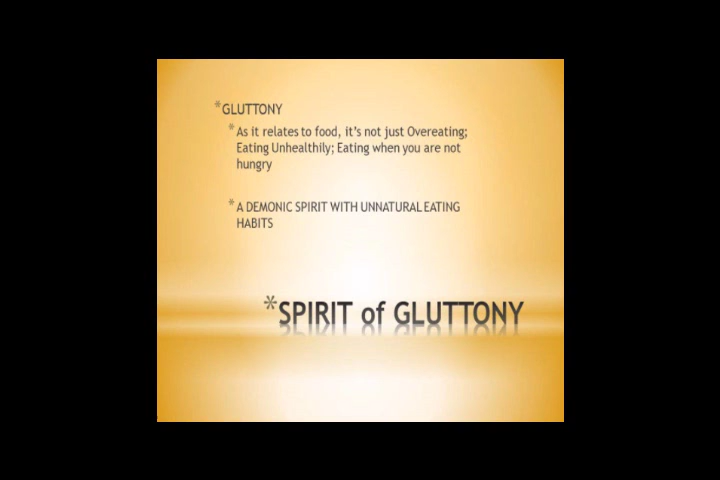 *GLUTTONY
* As it relates to food, it's not just Overeating;
Eating Unhealthily; Eating when you are not
hungry
* A DEMONIC SPIRIT WITH UNNATURAL EATING
HABITS
*SPIRIT of GLUTTONY